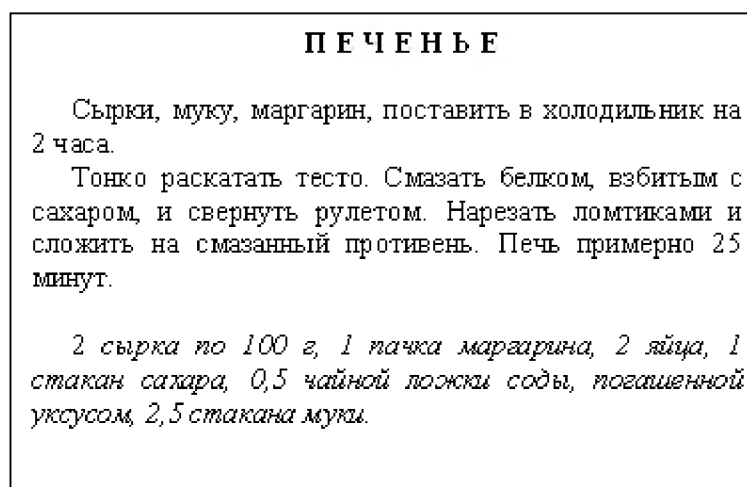 ПЕЧЕНЬЕ
Сырки, муку, маргарин, поставить в холодильник на
2 часа.
Тонко раскатать тесто. Смазать белком, взбитым с
сахаром, и свернуть рулетом. Нарезать ломтиками и
сложить на смазанный противень. Печь примерно 25
минут.
2 сырка по 100 г, 1 пачка маргарина, 2 яйца, 1
стакан сахара, 0,5 чайной ложки соды, погашенной
уксусом, 2,5 стакана муки.